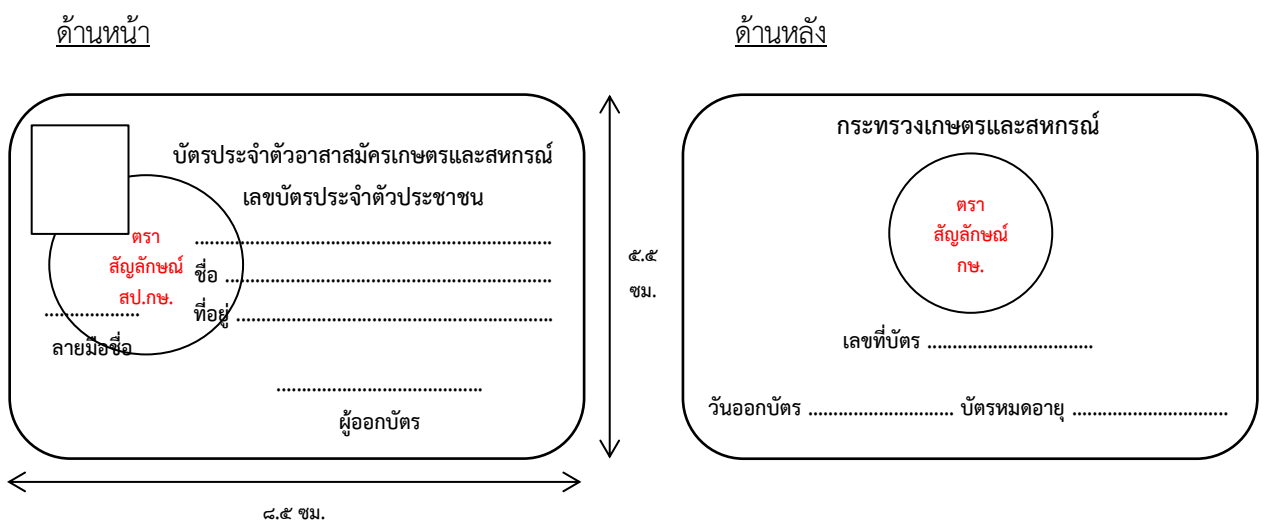 ด้านหน้า
บัตรประจำตัวอาสาสมัครเกษตรและสหกรณ์
เลขบัตรประจำตัวประชาชน
.......................................................................
ตรา
สัญลักษณ์
สป.กษ.
ชื่อ .................................................................
ที่อยู่ ...............................................................
...................
ลายมือชื่อ
.........................................
ผู้ออกบัตร
๕.๕
ซม.
๘.๕ ซม.
ด้านหลัง
กระทรวงเกษตรและสหกรณ์
ตรา
สัญลักษณ์
กษ.
เลขที่บัตร .................................
วันออกบัตร ............................. บัตรหมดอายุ ...............................